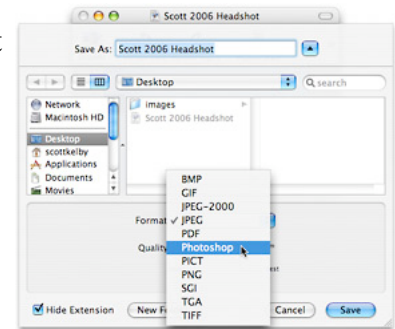 Scott 2006 Headshot
t
Save As: Scott 2006 Headshot
Desktop
search
Network
Macintosh HD
Desktop
scottkelby
Applications
Documents
Movies
images
Scott 2006 Headshot
Format
BMP
GIF
JPEG-2000
✓ JPEG
PDF
Photoshop
PICT
PNG
SGI
TGA
TIFF
Quality
Hide Extension
New F
Cancel
Save